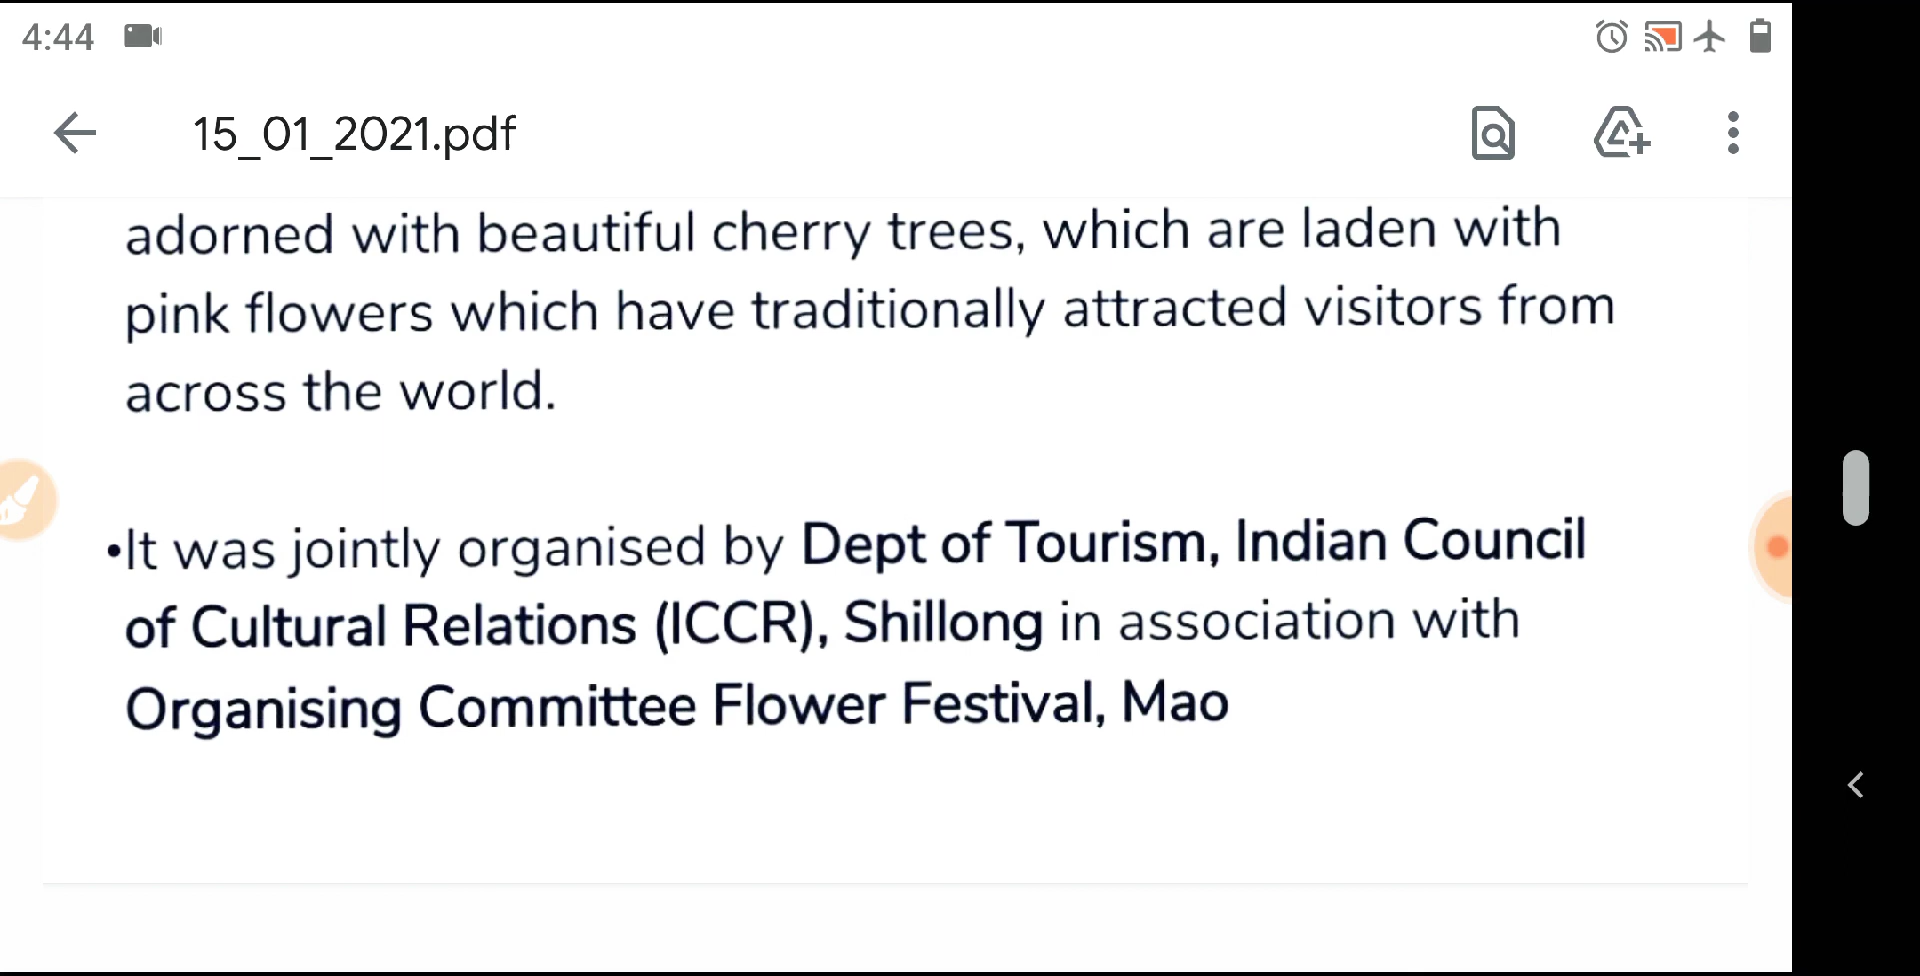 4:44
15_01_2021.pdf
adorned with beautiful cherry trees, which are laden with
pink flowers which have traditionally attracted visitors from
across the world.
•It was jointly organised by Dept of Tourism, Indian Council
of Cultural Relations (ICCR), Shillong in association with
Organising Committee Flower Festival, Mao